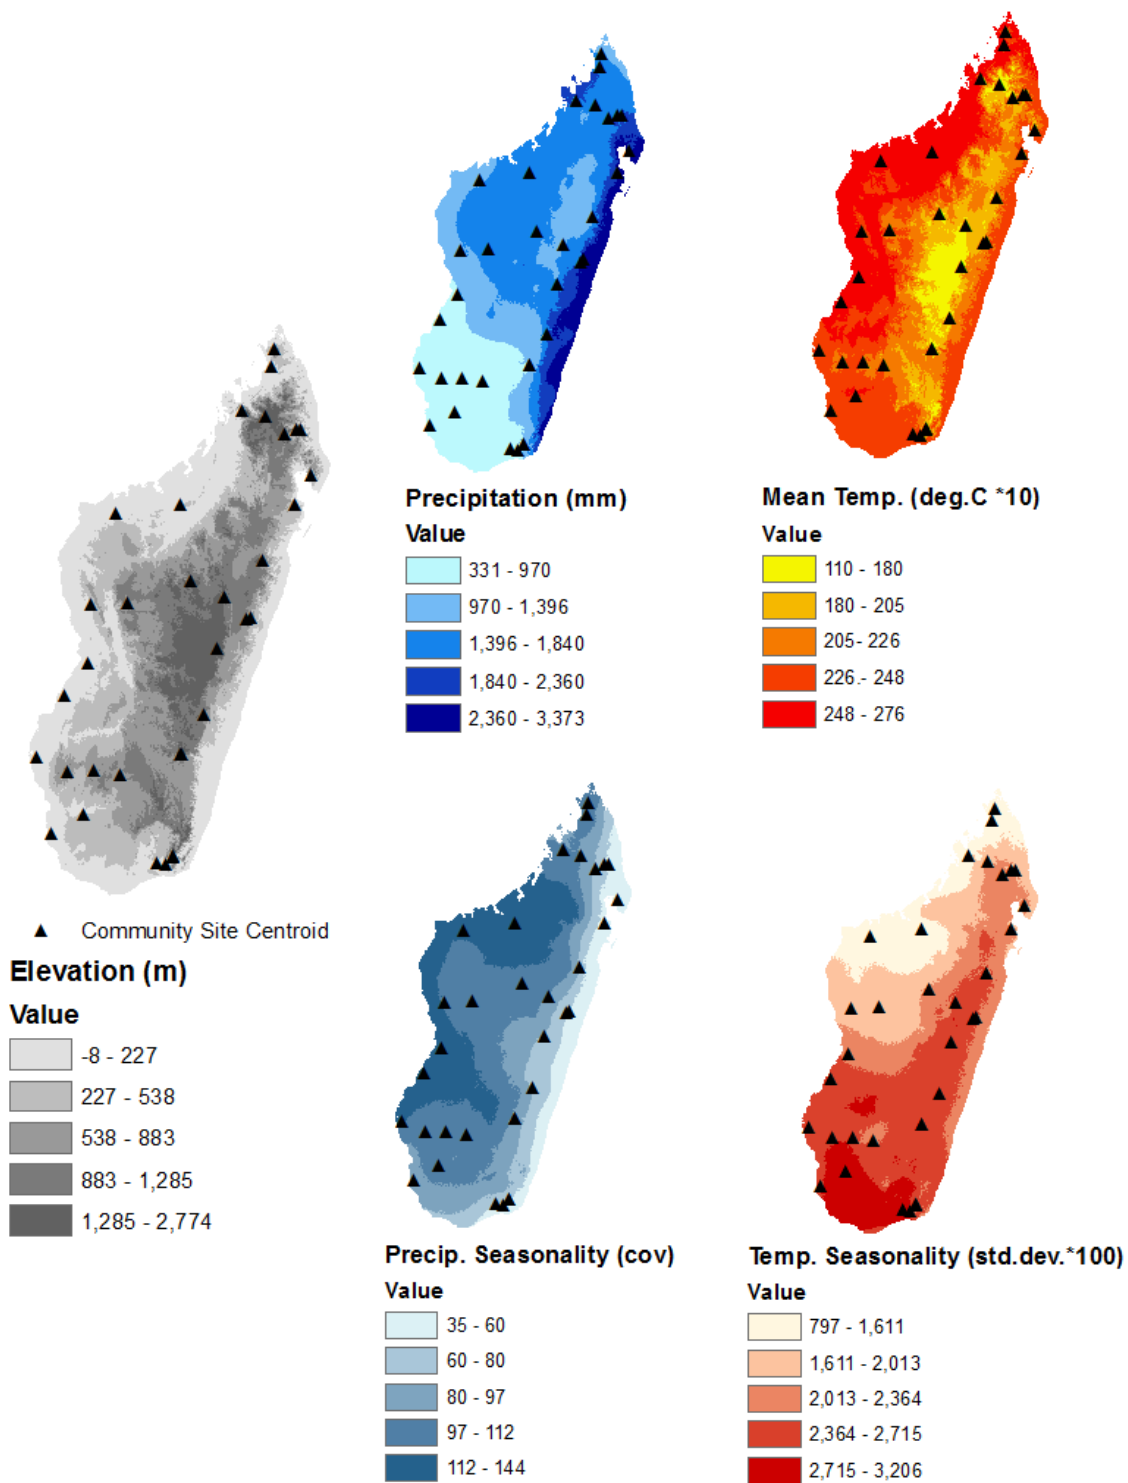 Precipitation (mm)
Value
331 - 970
970 - 1,396
1,396 - 1,840
1,840 - 2,360
2,360 - 3,373
Mean Temp. (deg.C *10)
Value
110 - 180
180 - 205
205- 226
226.- 248
248 - 276
Community Site Centroid
Elevation (m)
Value
-8 - 227
227 - 538
538 - 883
883 - 1,285
1,285 - 2,774
Precip. Seasonality (cov)
Value
35 - 60
60 - 80
80 - 97
97 - 112
112 - 144
Temp. Seasonality (std.dev.*100)
Value
797 - 1,611
1,611 - 2,013
2,013 - 2,364
2,364 - 2,715
2,715 - 3,206